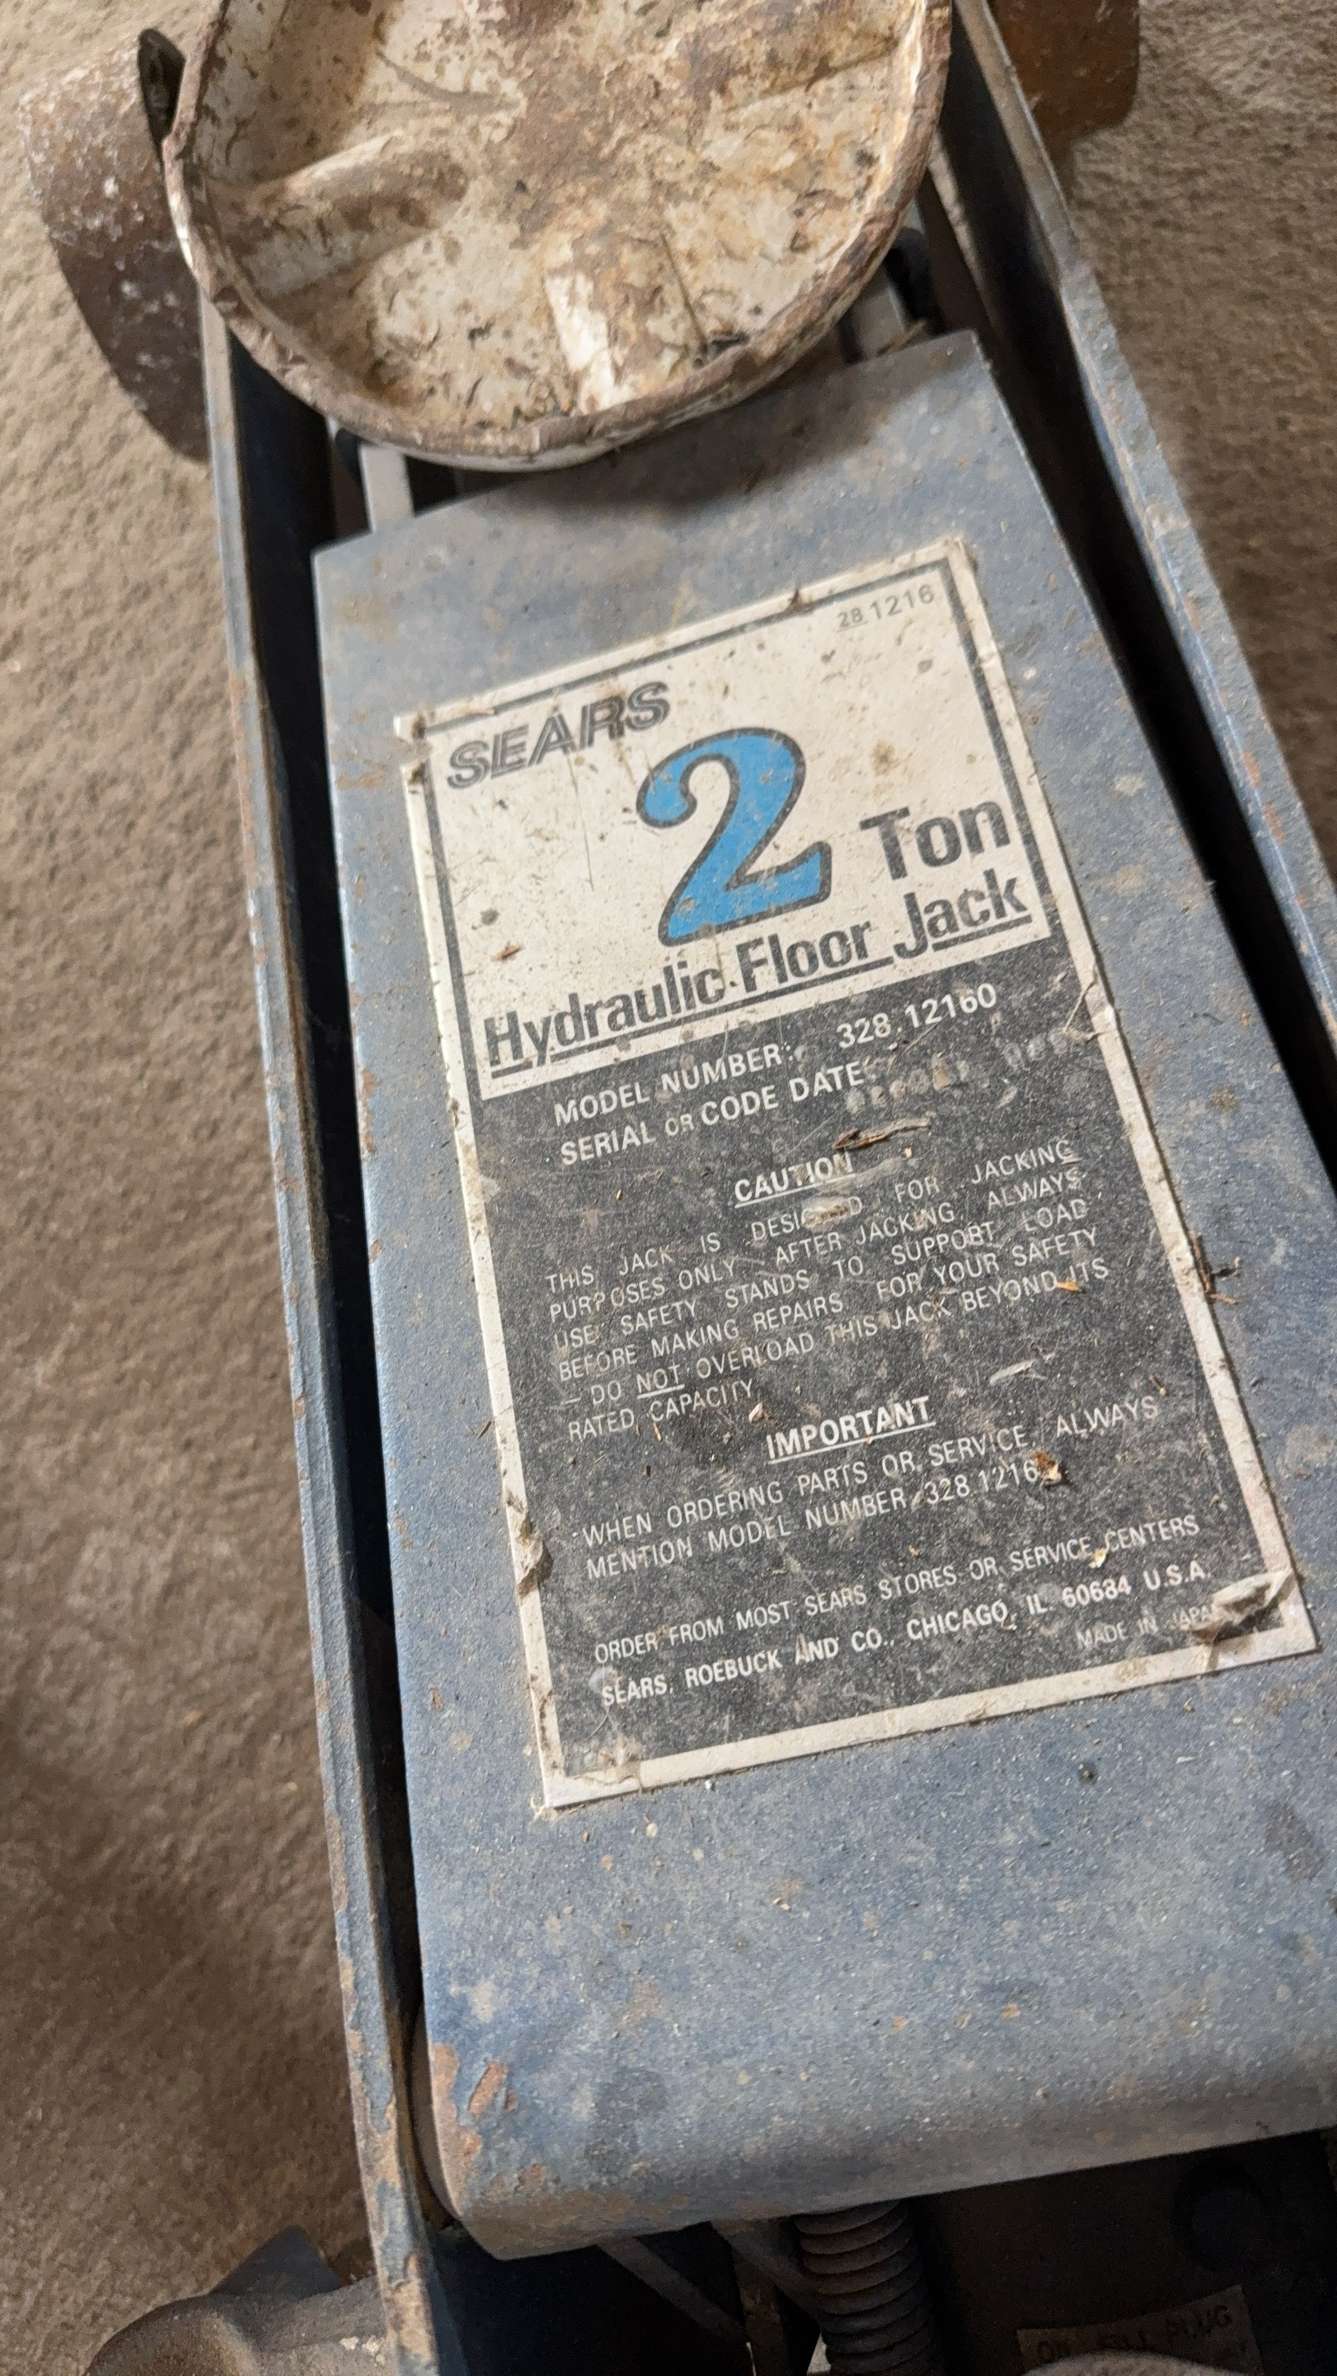 28 1216
SEARS
2 Ton
Hydraulic Floor Jack
MODEL NUMBER: 328.12160
SERIAL OR CODE DATE:
CAUTION
THIS JACK IS DESIGNED FOR JACKING
PURPOSES ONLY AFTER JACKING ALWAYS
USE SAFETY STANDS TO SUPPORT LOAD
BEFORE MAKING REPAIRS FOR YOUR SAFETY
— DO NOT OVERLOAD THIS JACK BEYOND ITS
RATED CAPACITY.
IMPORTANT
WHEN ORDERING PARTS OR SERVICE, ALWAYS
MENTION MODEL NUMBER 328 1216
ORDER FROM MOST SEARS STORES OR SERVICE CENTERS
SEARS, ROEBUCK AND CO., CHICAGO, IL 60684 U.S.A.
MADE IN JAPAN
OIL FILL PLUG